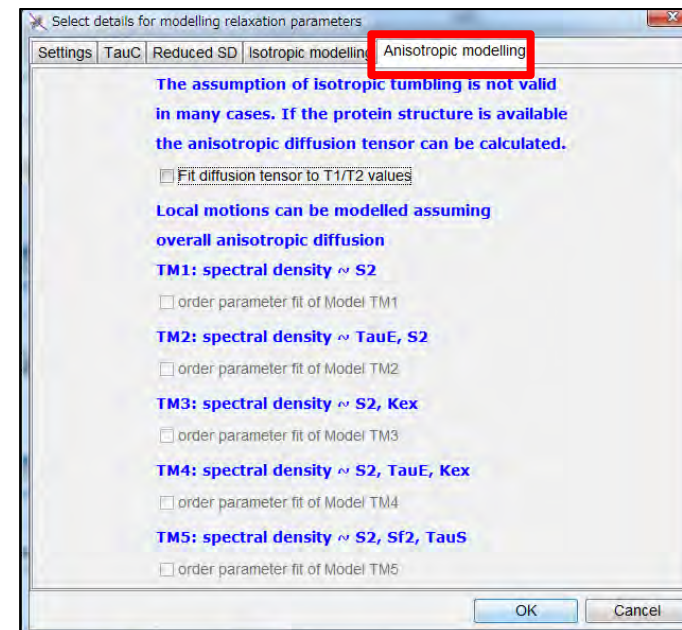 Select details for modelling relaxation parameters
Settings TauC Reduced SD Isotropic modelling Anisotropic modelling
The assumption of isotropic tumbling is not valid
in many cases. If the protein structure is available
the anisotropic diffusion tensor can be calculated.
Fit diffusion tensor to T1/T2 values
Local motions can be modelled assuming
overall anisotropic diffusion
TM1: spectral density ~ S2
order parameter fit of Model TM1
TM2: spectral density ~ TauE, S2
order parameter fit of Model TM2
TM3: spectral density ~ S2, Kex
order parameter fit of Model TM3
TM4: spectral density ~ S2, TauE, Kex
order parameter fit of Model TM4
TM5: spectral density ~ S2, Sf2, TauS
order parameter fit of Model TM5
OK Cancel